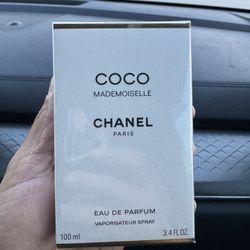 COCO
MADEMOISELLE
CHANEL
PARIS
EAU DE PARFUM
VAPORISATEUR SPRAY
100 ml 3.4 FL.OZ.